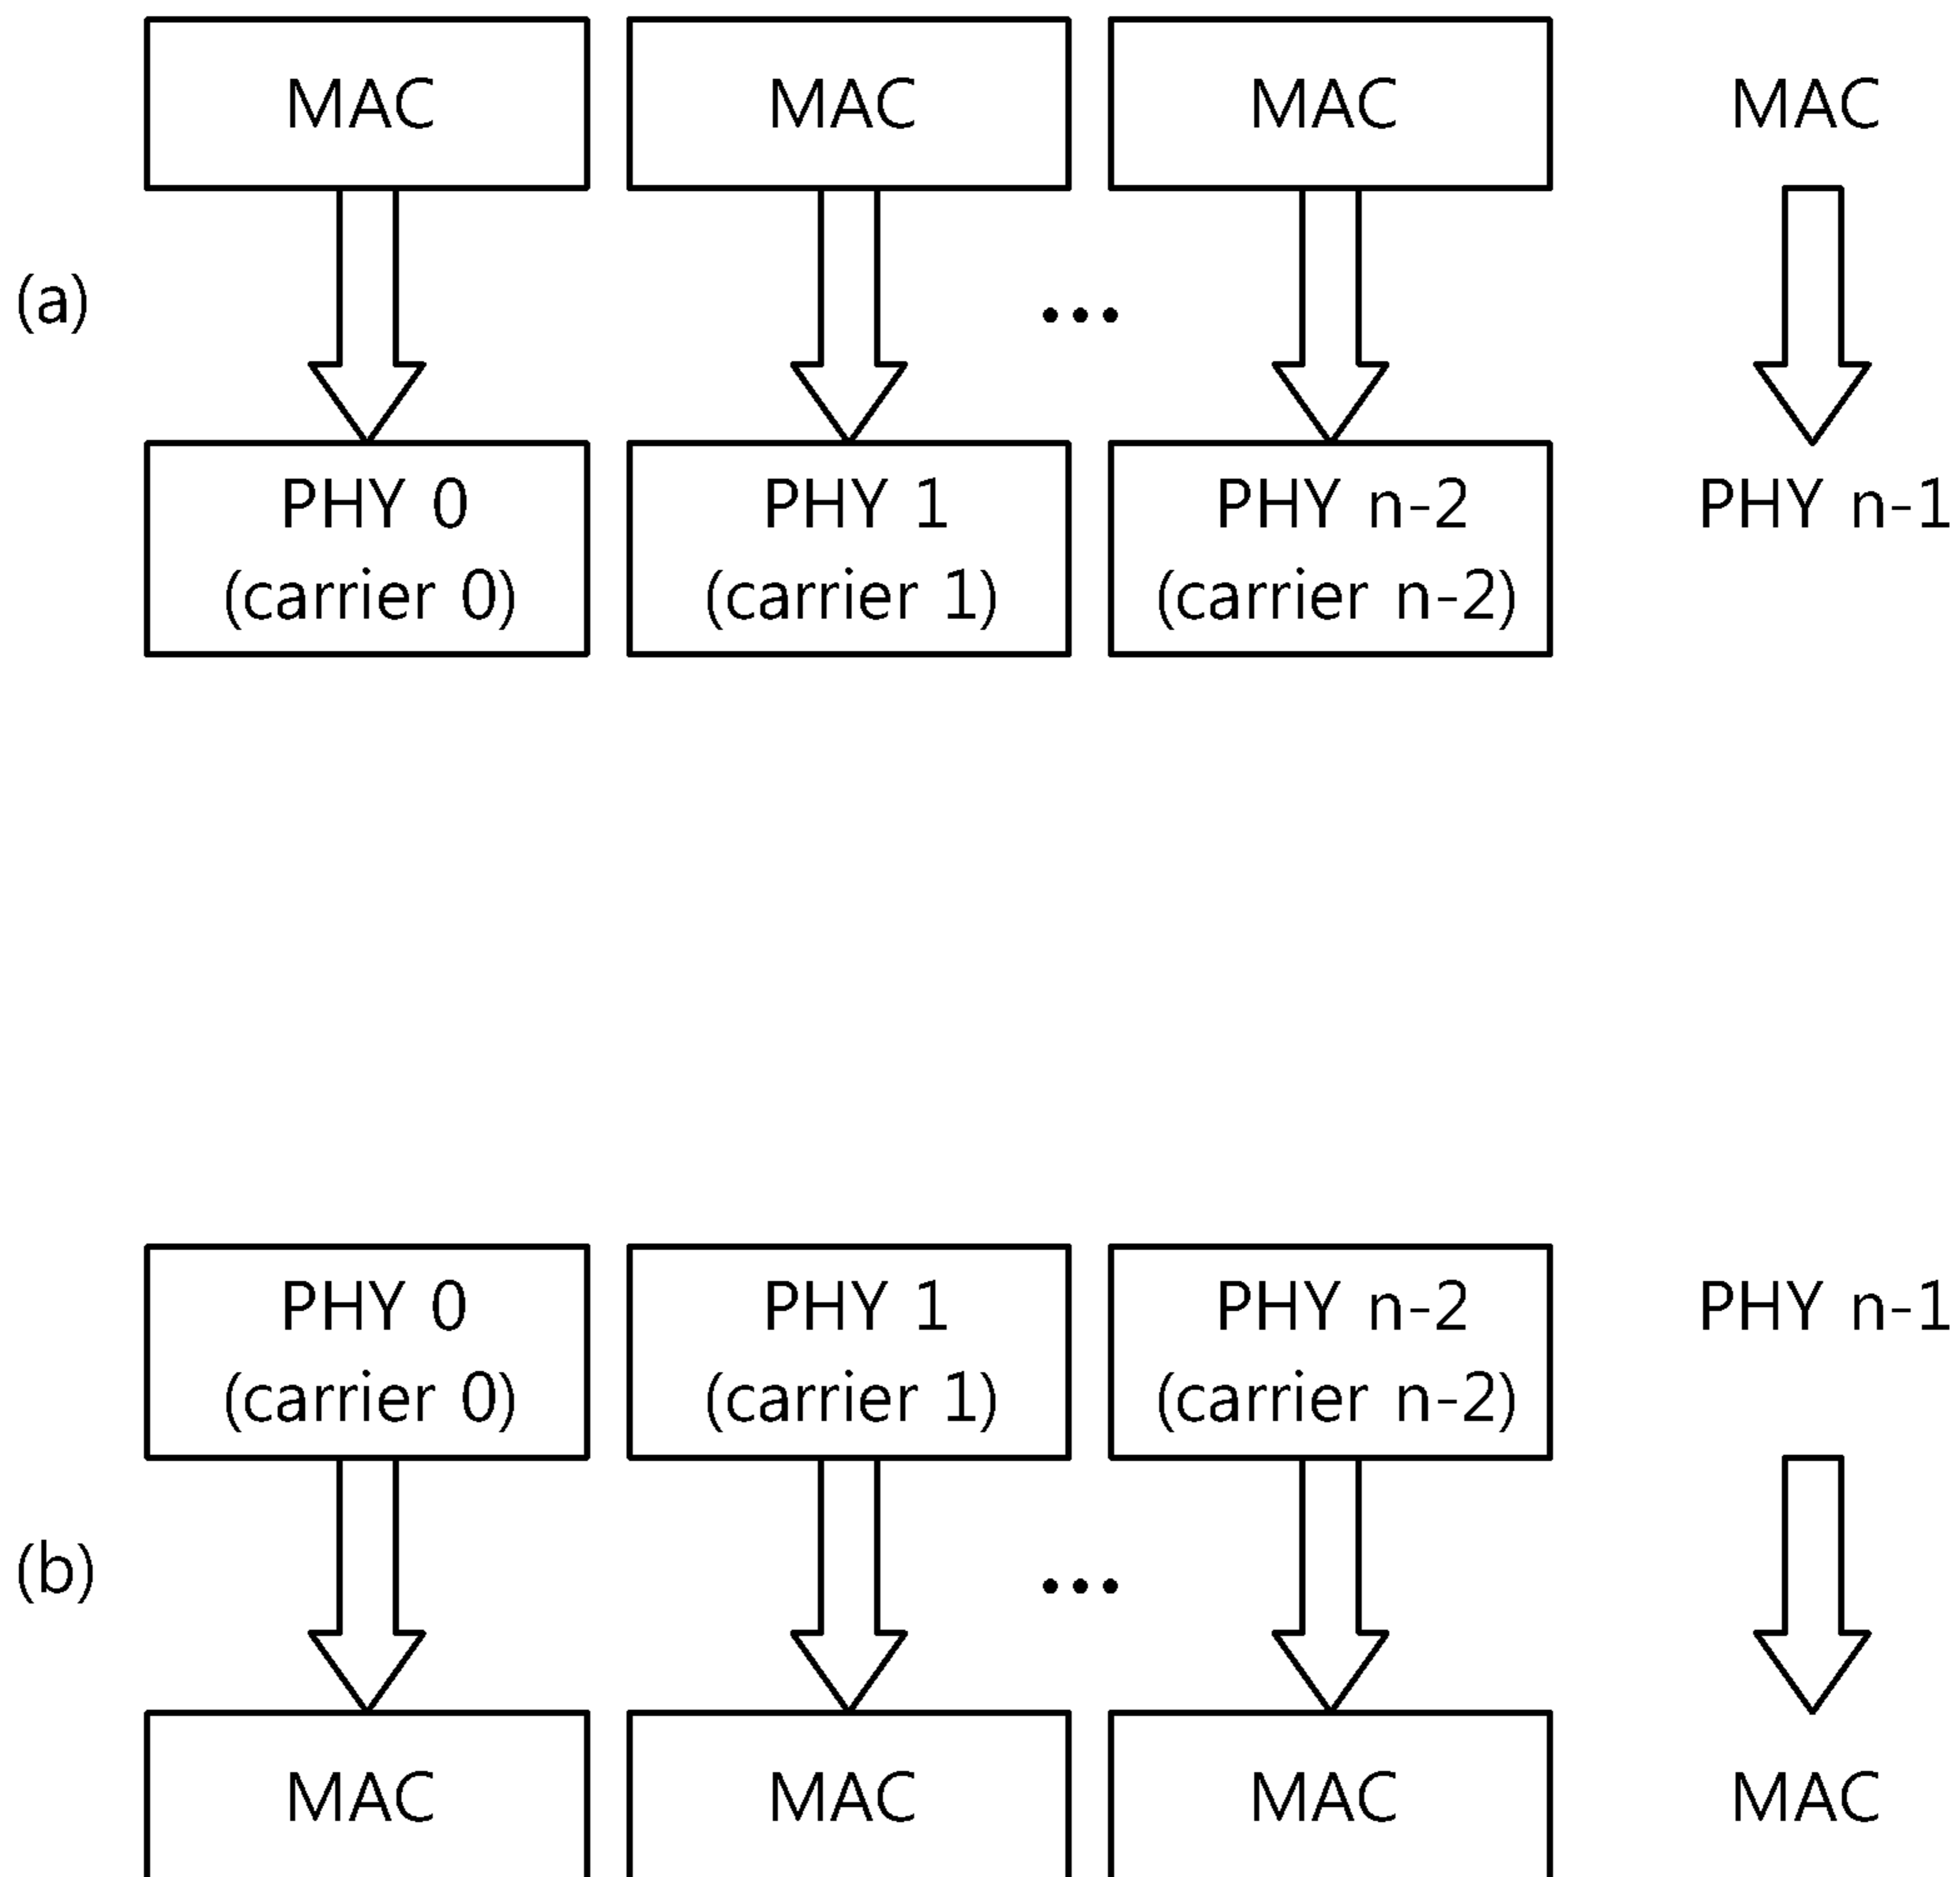 MAC MAC MAC MAC
(a)
...
PHY 0 PHY 1 PHY n-2 PHY n-1
(carrier 0) (carrier 1) (carrier n-2)
PHY 0 PHY 1 PHY n-2 PHY n-1
(carrier 0) (carrier 1) (carrier n-2)
(b)
...
MAC MAC MAC MAC